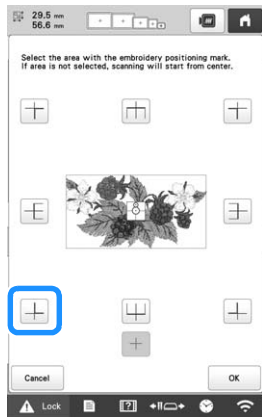 29.5 mm
56.6 mm
Select the area with the embroidery positioning mark.
If area is not selected, scanning will start from center.
Cancel
OK
Lock